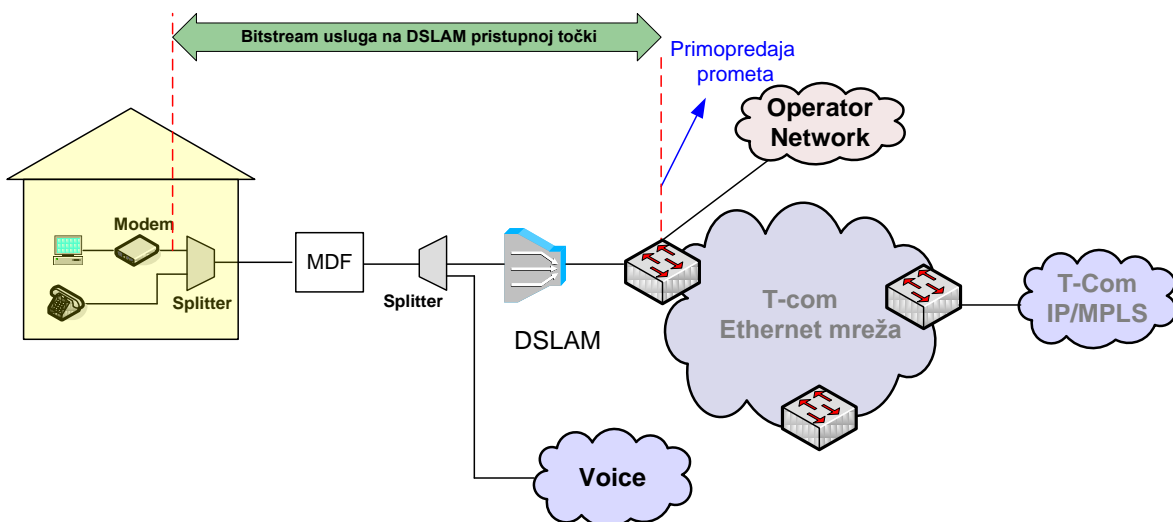 Bitstream usluga na DSLAM pristupnoj točki
Primopredaja
prometa
Operator
Network
Modem
Splitter
MDF
Splitter
DSLAM
T-com
Ethernet mreža
T-Com
IP/MPLS
Voice